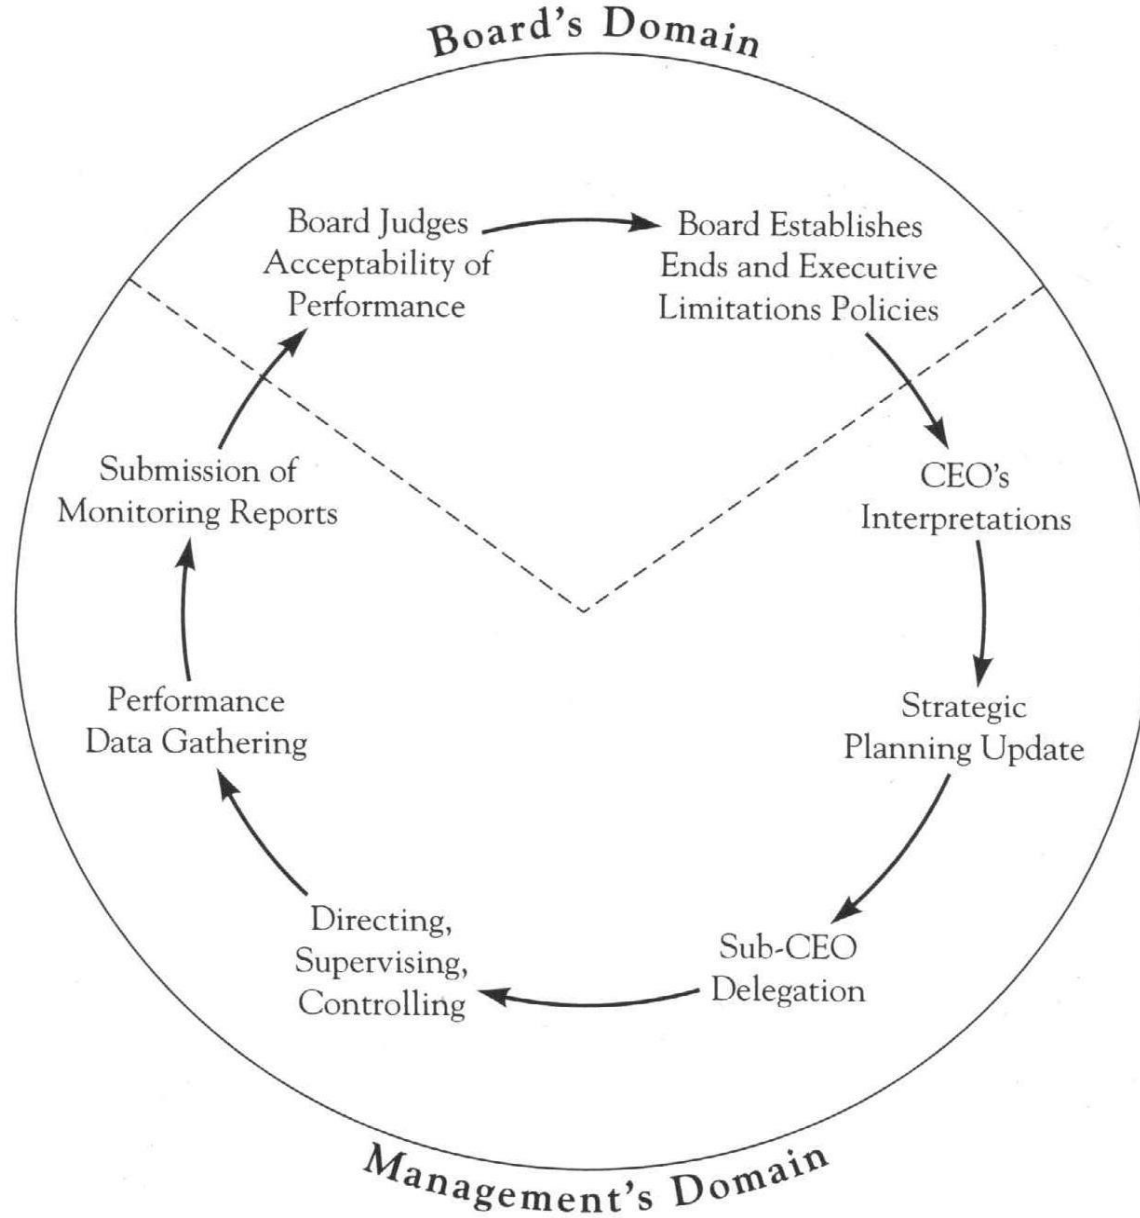 Board's Domain
Board Judges
Acceptability of
Performance
Board Establishes
Ends and Executive
Limitations Policies
CEO's
Interpretations
Strategic
Planning Update
Sub-CEO
Delegation
Directing,
Supervising,
Controlling
Performance
Data Gathering
Submission of
Monitoring Reports
Management's Domain